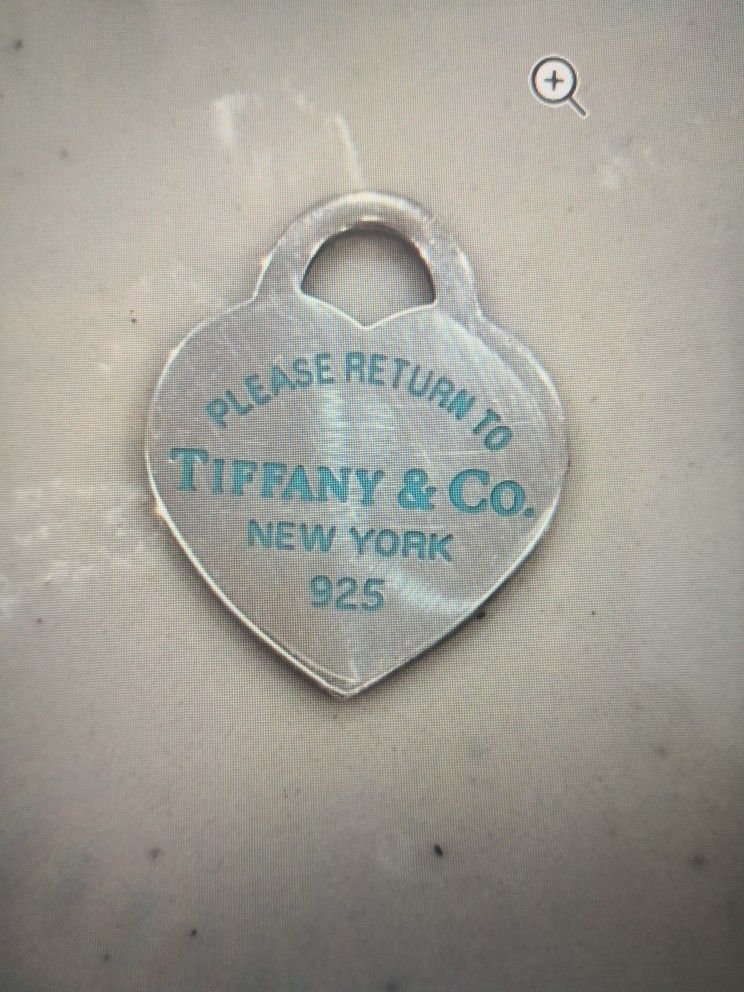 PLEASE RETURN TO
TIFFANY & CO.
NEW YORK
925